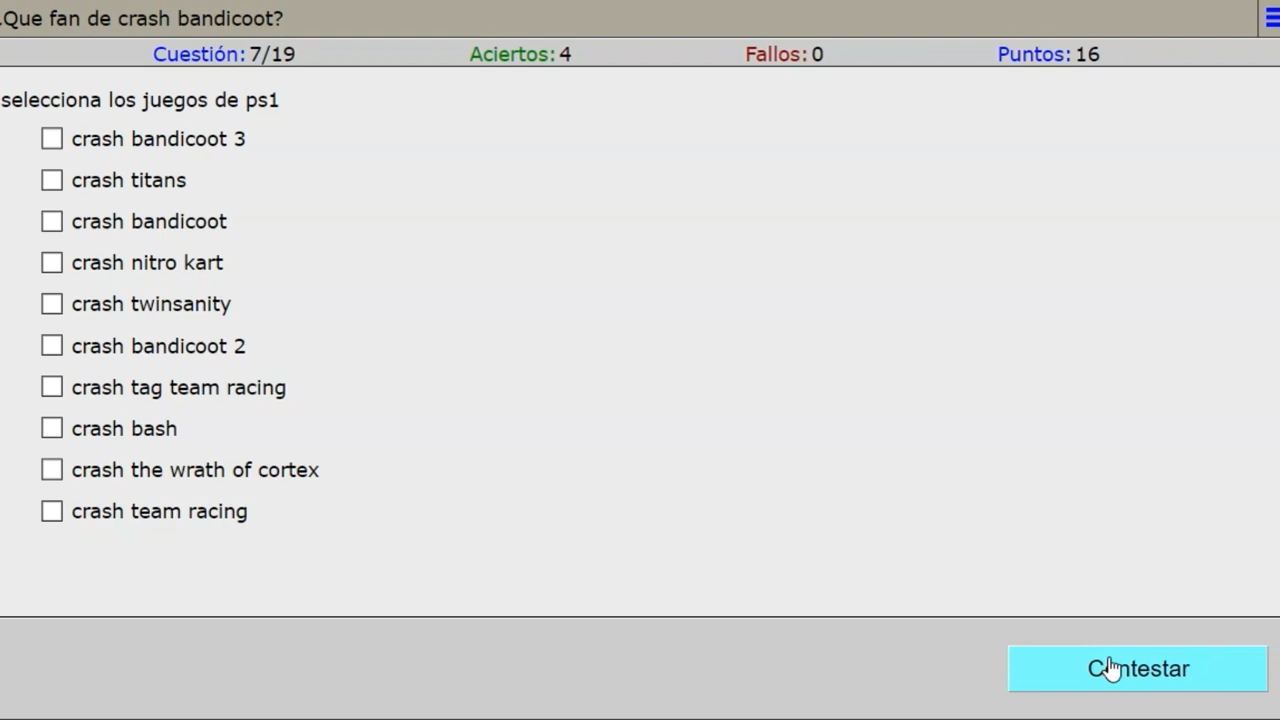 ¿Que fan de crash bandicoot?
Cuestión: 7/19 Aciertos: 4 Fallos: 0 Puntos: 16
selecciona los juegos de ps1
crash bandicoot 3
crash titans
crash bandicoot
crash nitro kart
crash twinsanity
crash bandicoot 2
crash tag team racing
crash bash
crash the wrath of cortex
crash team racing
Contestar